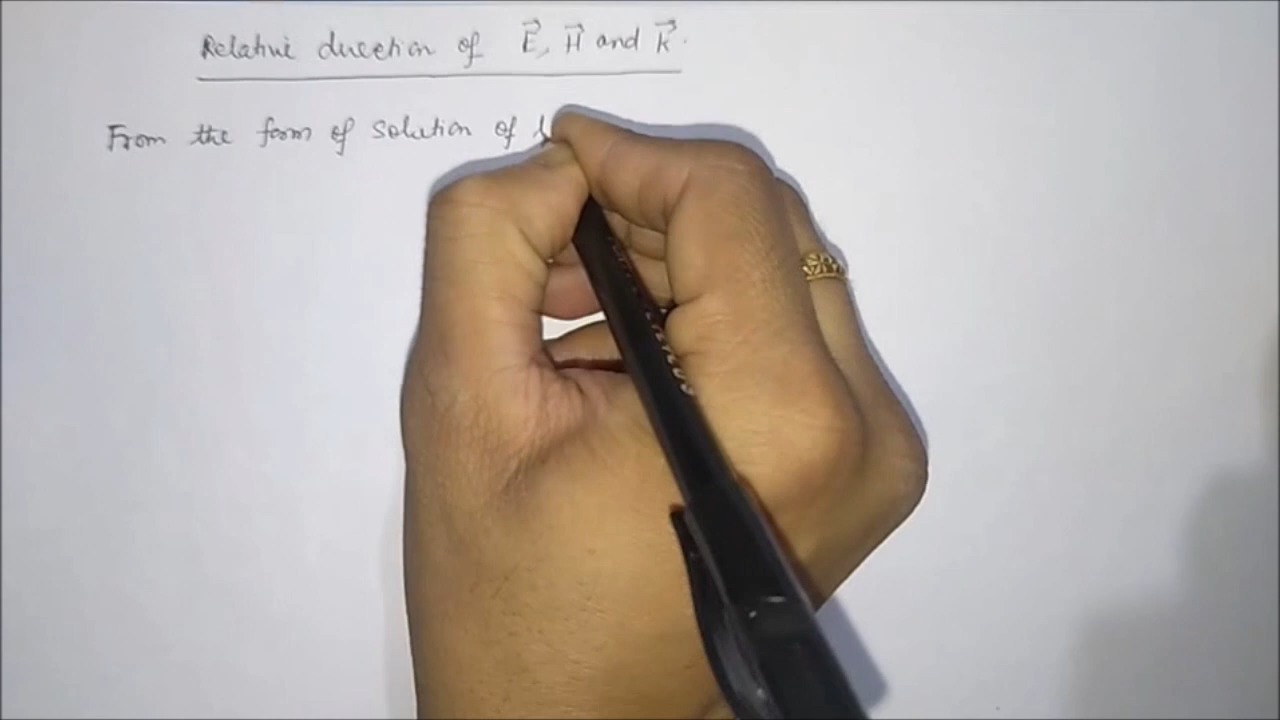 Relative direction of E⃗, H⃗ and K⃗.
From the form of solution of